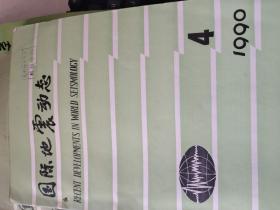 国际地震动态
RECENT DEVELOPMENTS IN WORLD SEISMOLOGY
4
1990